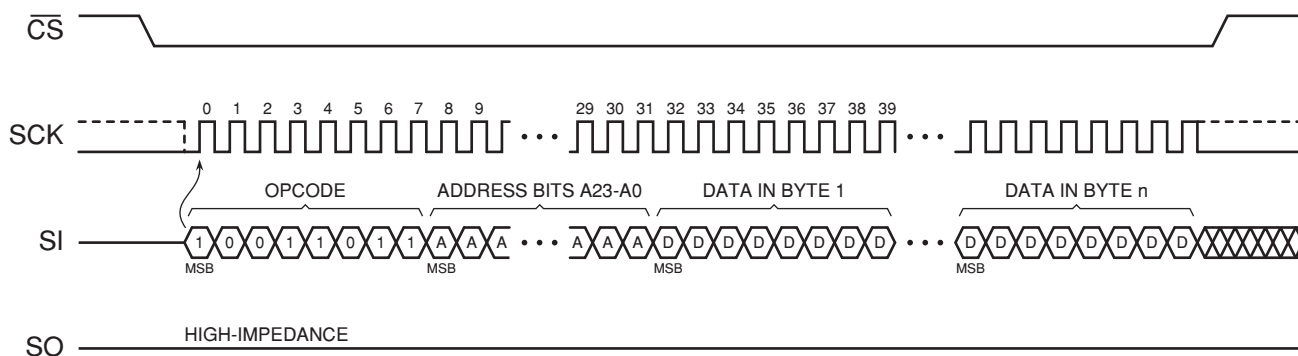 CS
0 1 2 3 4 5 6 7 8 9 29 30 31 32 33 34 35 36 37 38 39
SCK
OPCODE ADDRESS BITS A23-A0 DATA IN BYTE 1 DATA IN BYTE n
SI 1 0 0 1 1 0 1 1 A A A A A A D D D D D D D D D D D D D D D D
MSB MSB MSB MSB
HIGH-IMPEDANCE
SO